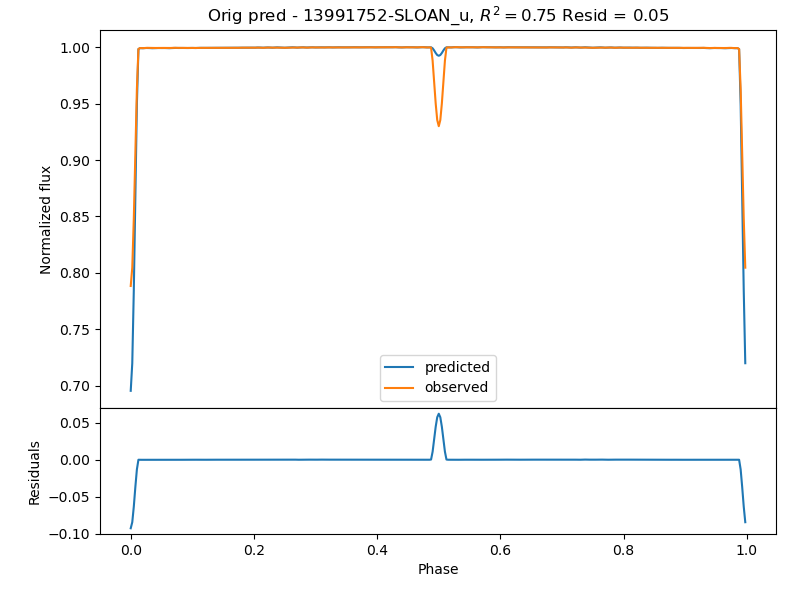 Orig pred - 13991752-SLOAN_u, R² = 0.75 Resid = 0.05
1.00
0.95
0.90
0.85
0.80
0.75
0.70
Normalized flux
predicted
observed
0.05
0.00
−0.05
−0.10
Residuals
0.0 0.2 0.4 0.6 0.8 1.0
Phase